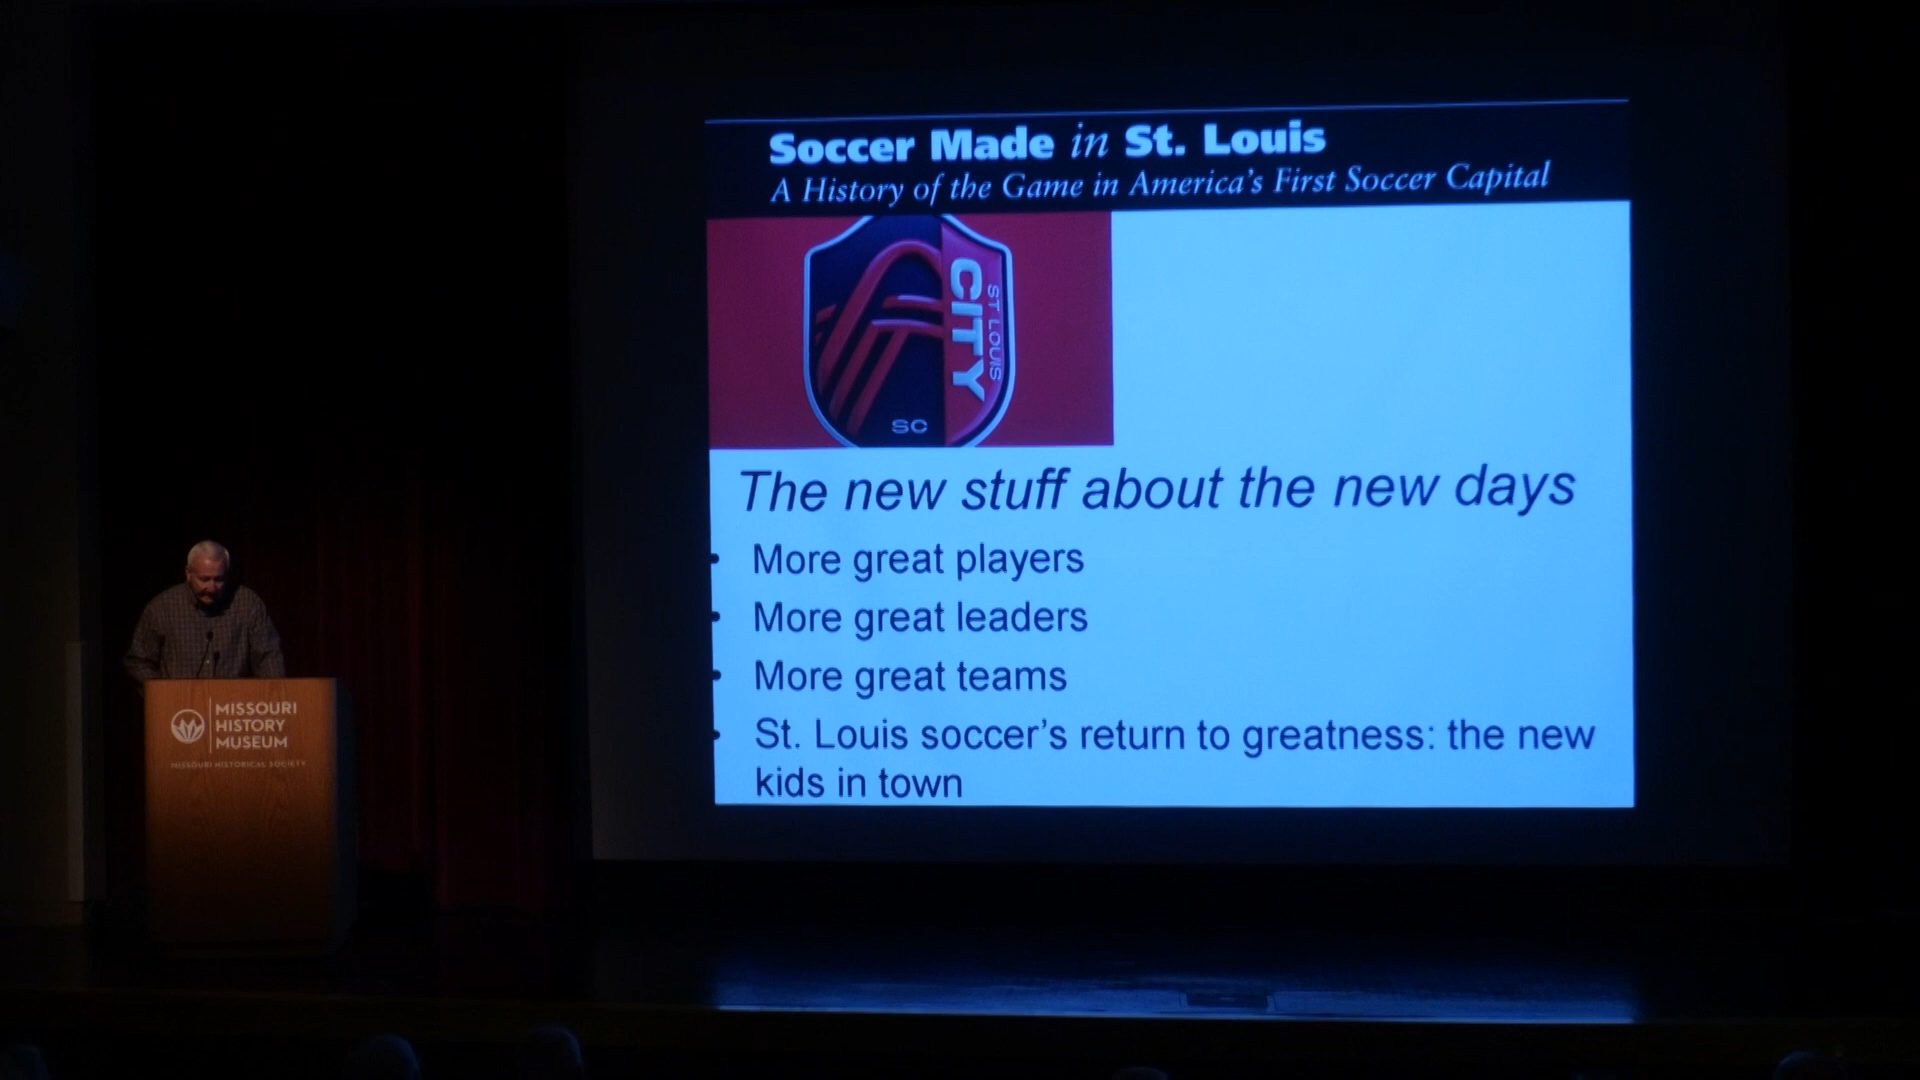 Soccer Made in St. Louis
A History of the Game in America's First Soccer Capital
CITY
ST LOUIS
SC
The new stuff about the new days
• More great players
• More great leaders
• More great teams
• St. Louis soccer's return to greatness: the new
kids in town
MISSOURI
HISTORY
MUSEUM
MISSOURI HISTORICAL SOCIETY